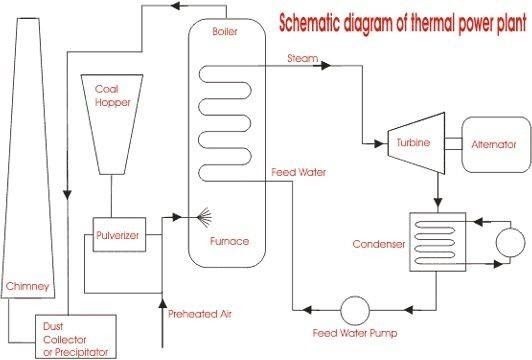 Schematic diagram of thermal power plant
Boiler
Steam
Coal
Hopper
Turbine
Alternator
Feed Water
Pulverizer
Furnace
Condenser
Chimney
Preheated Air
Dust
Collector
or Precipitator
Feed Water Pump